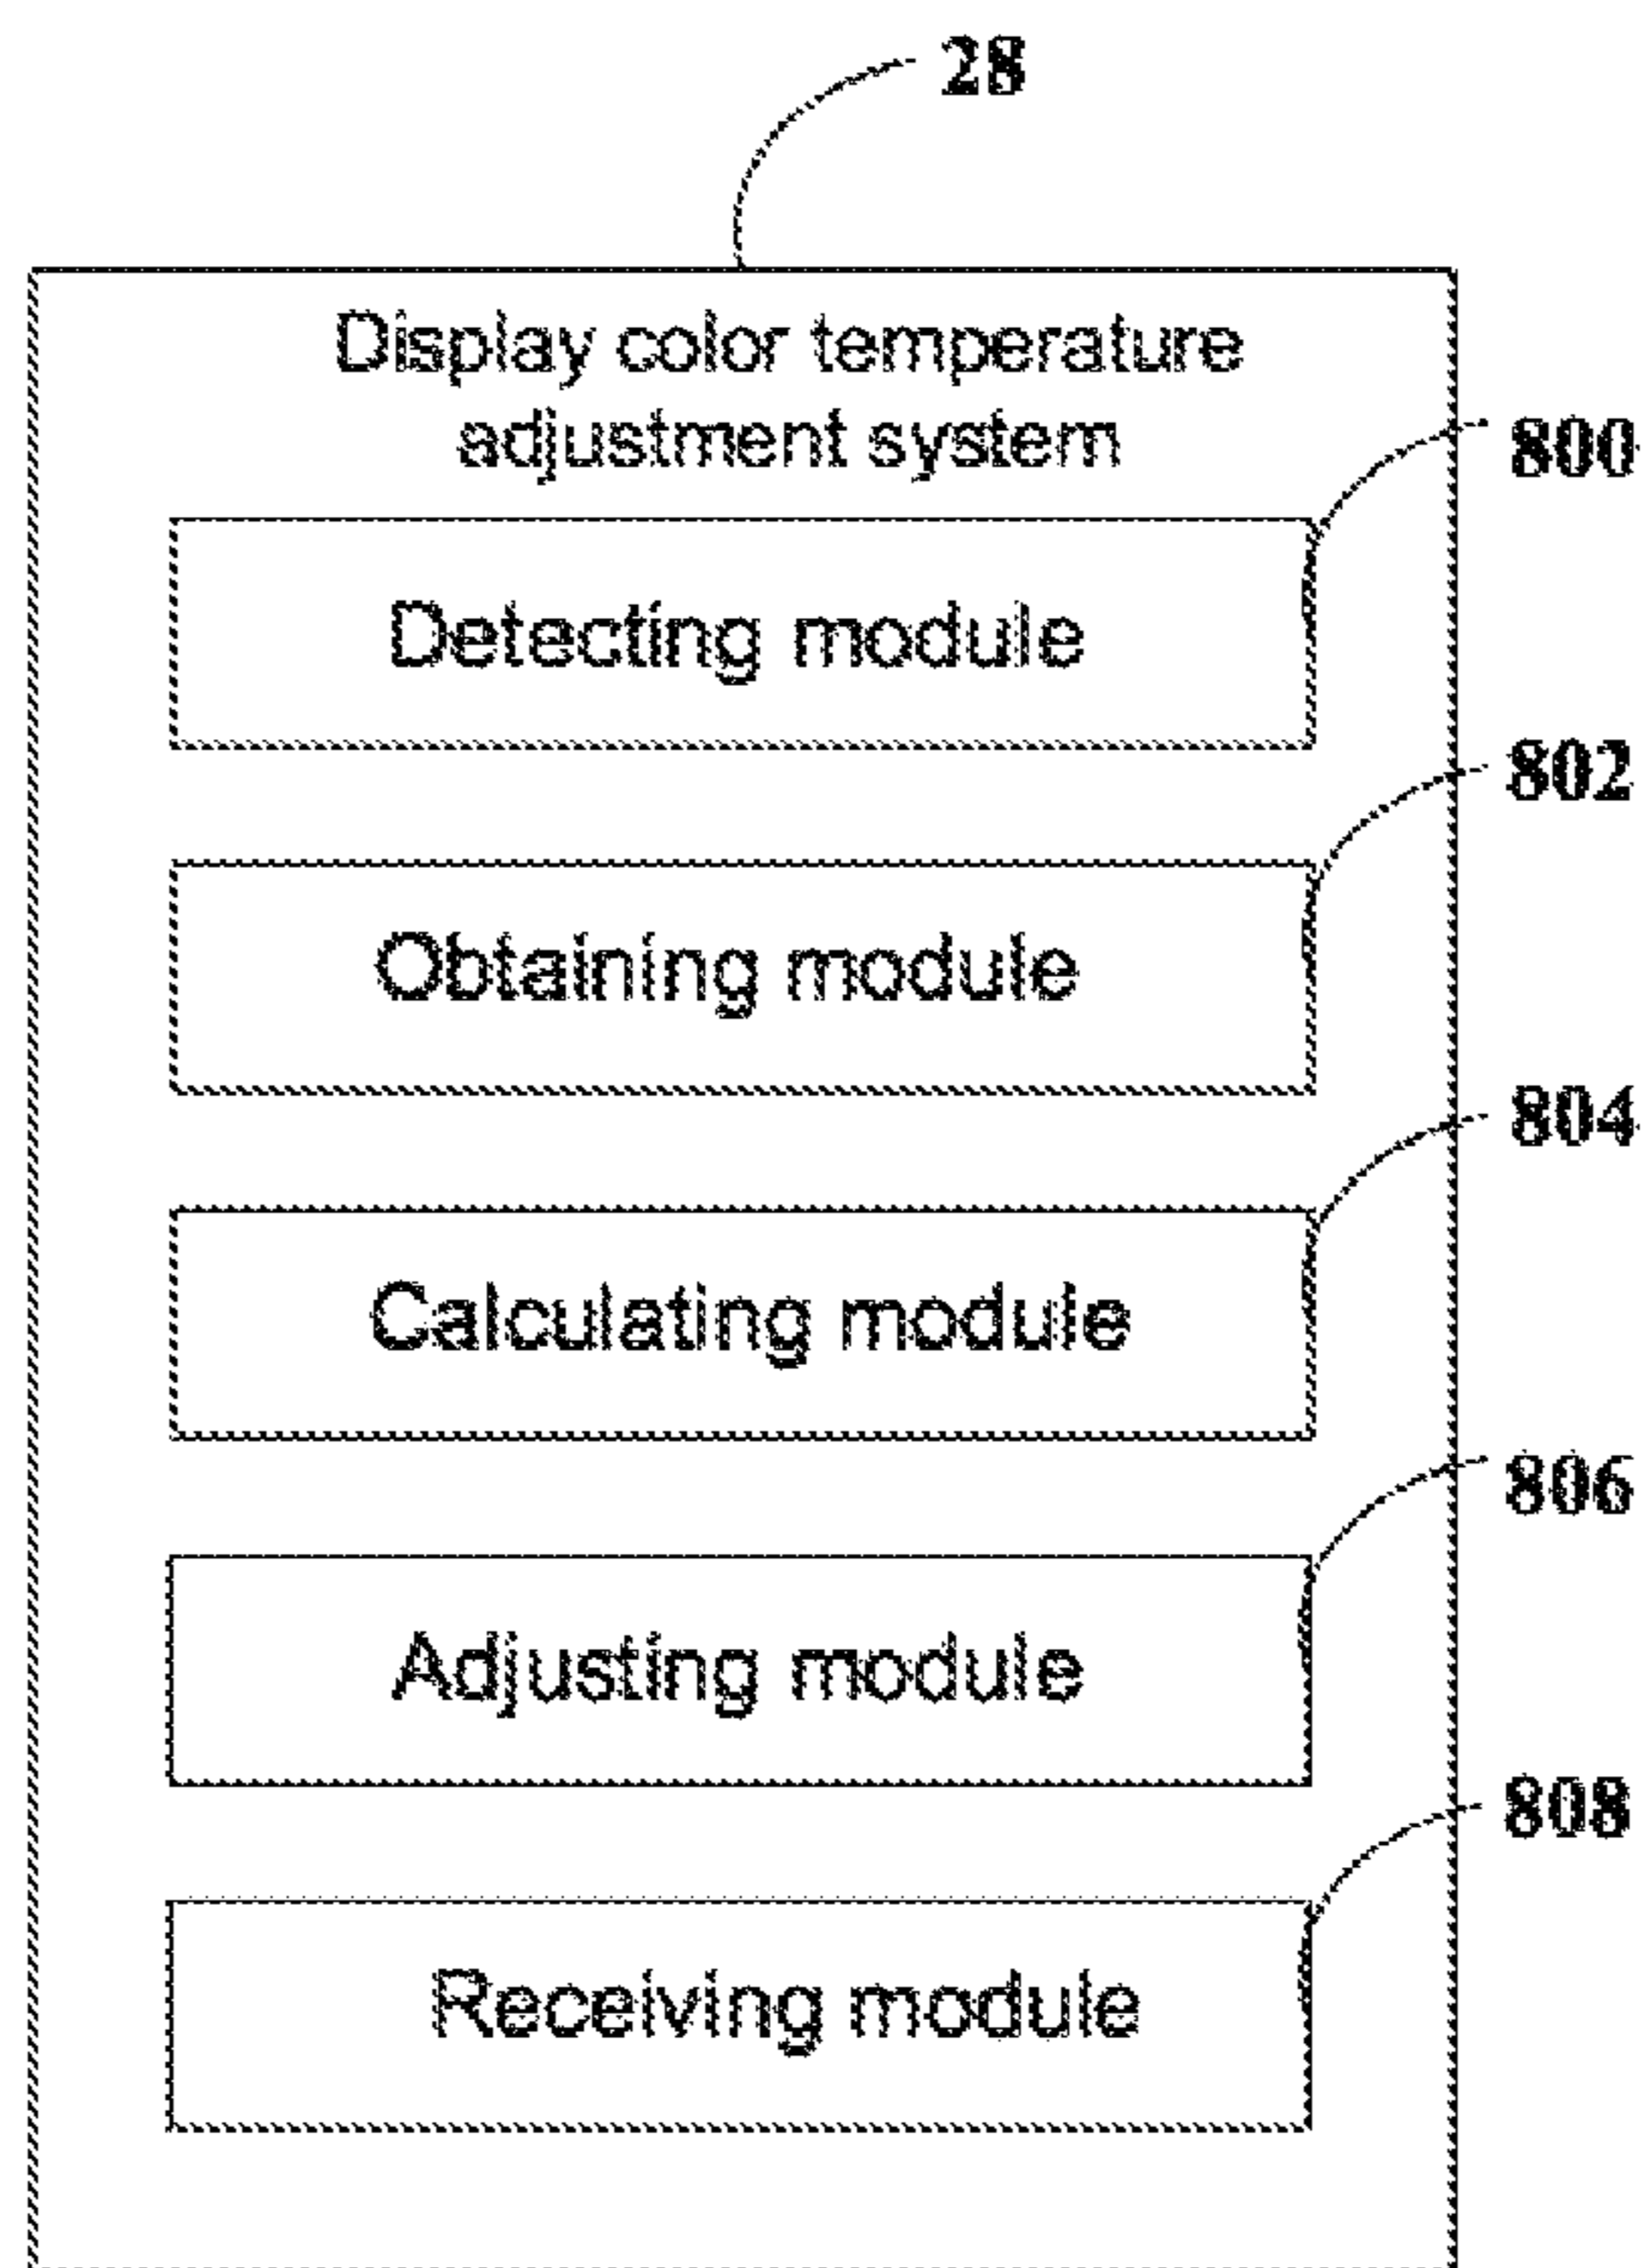 28
Display color temperature
adjustment system
800
Detecting module
802
Obtaining module
804
Calculating module
806
Adjusting module
808
Receiving module